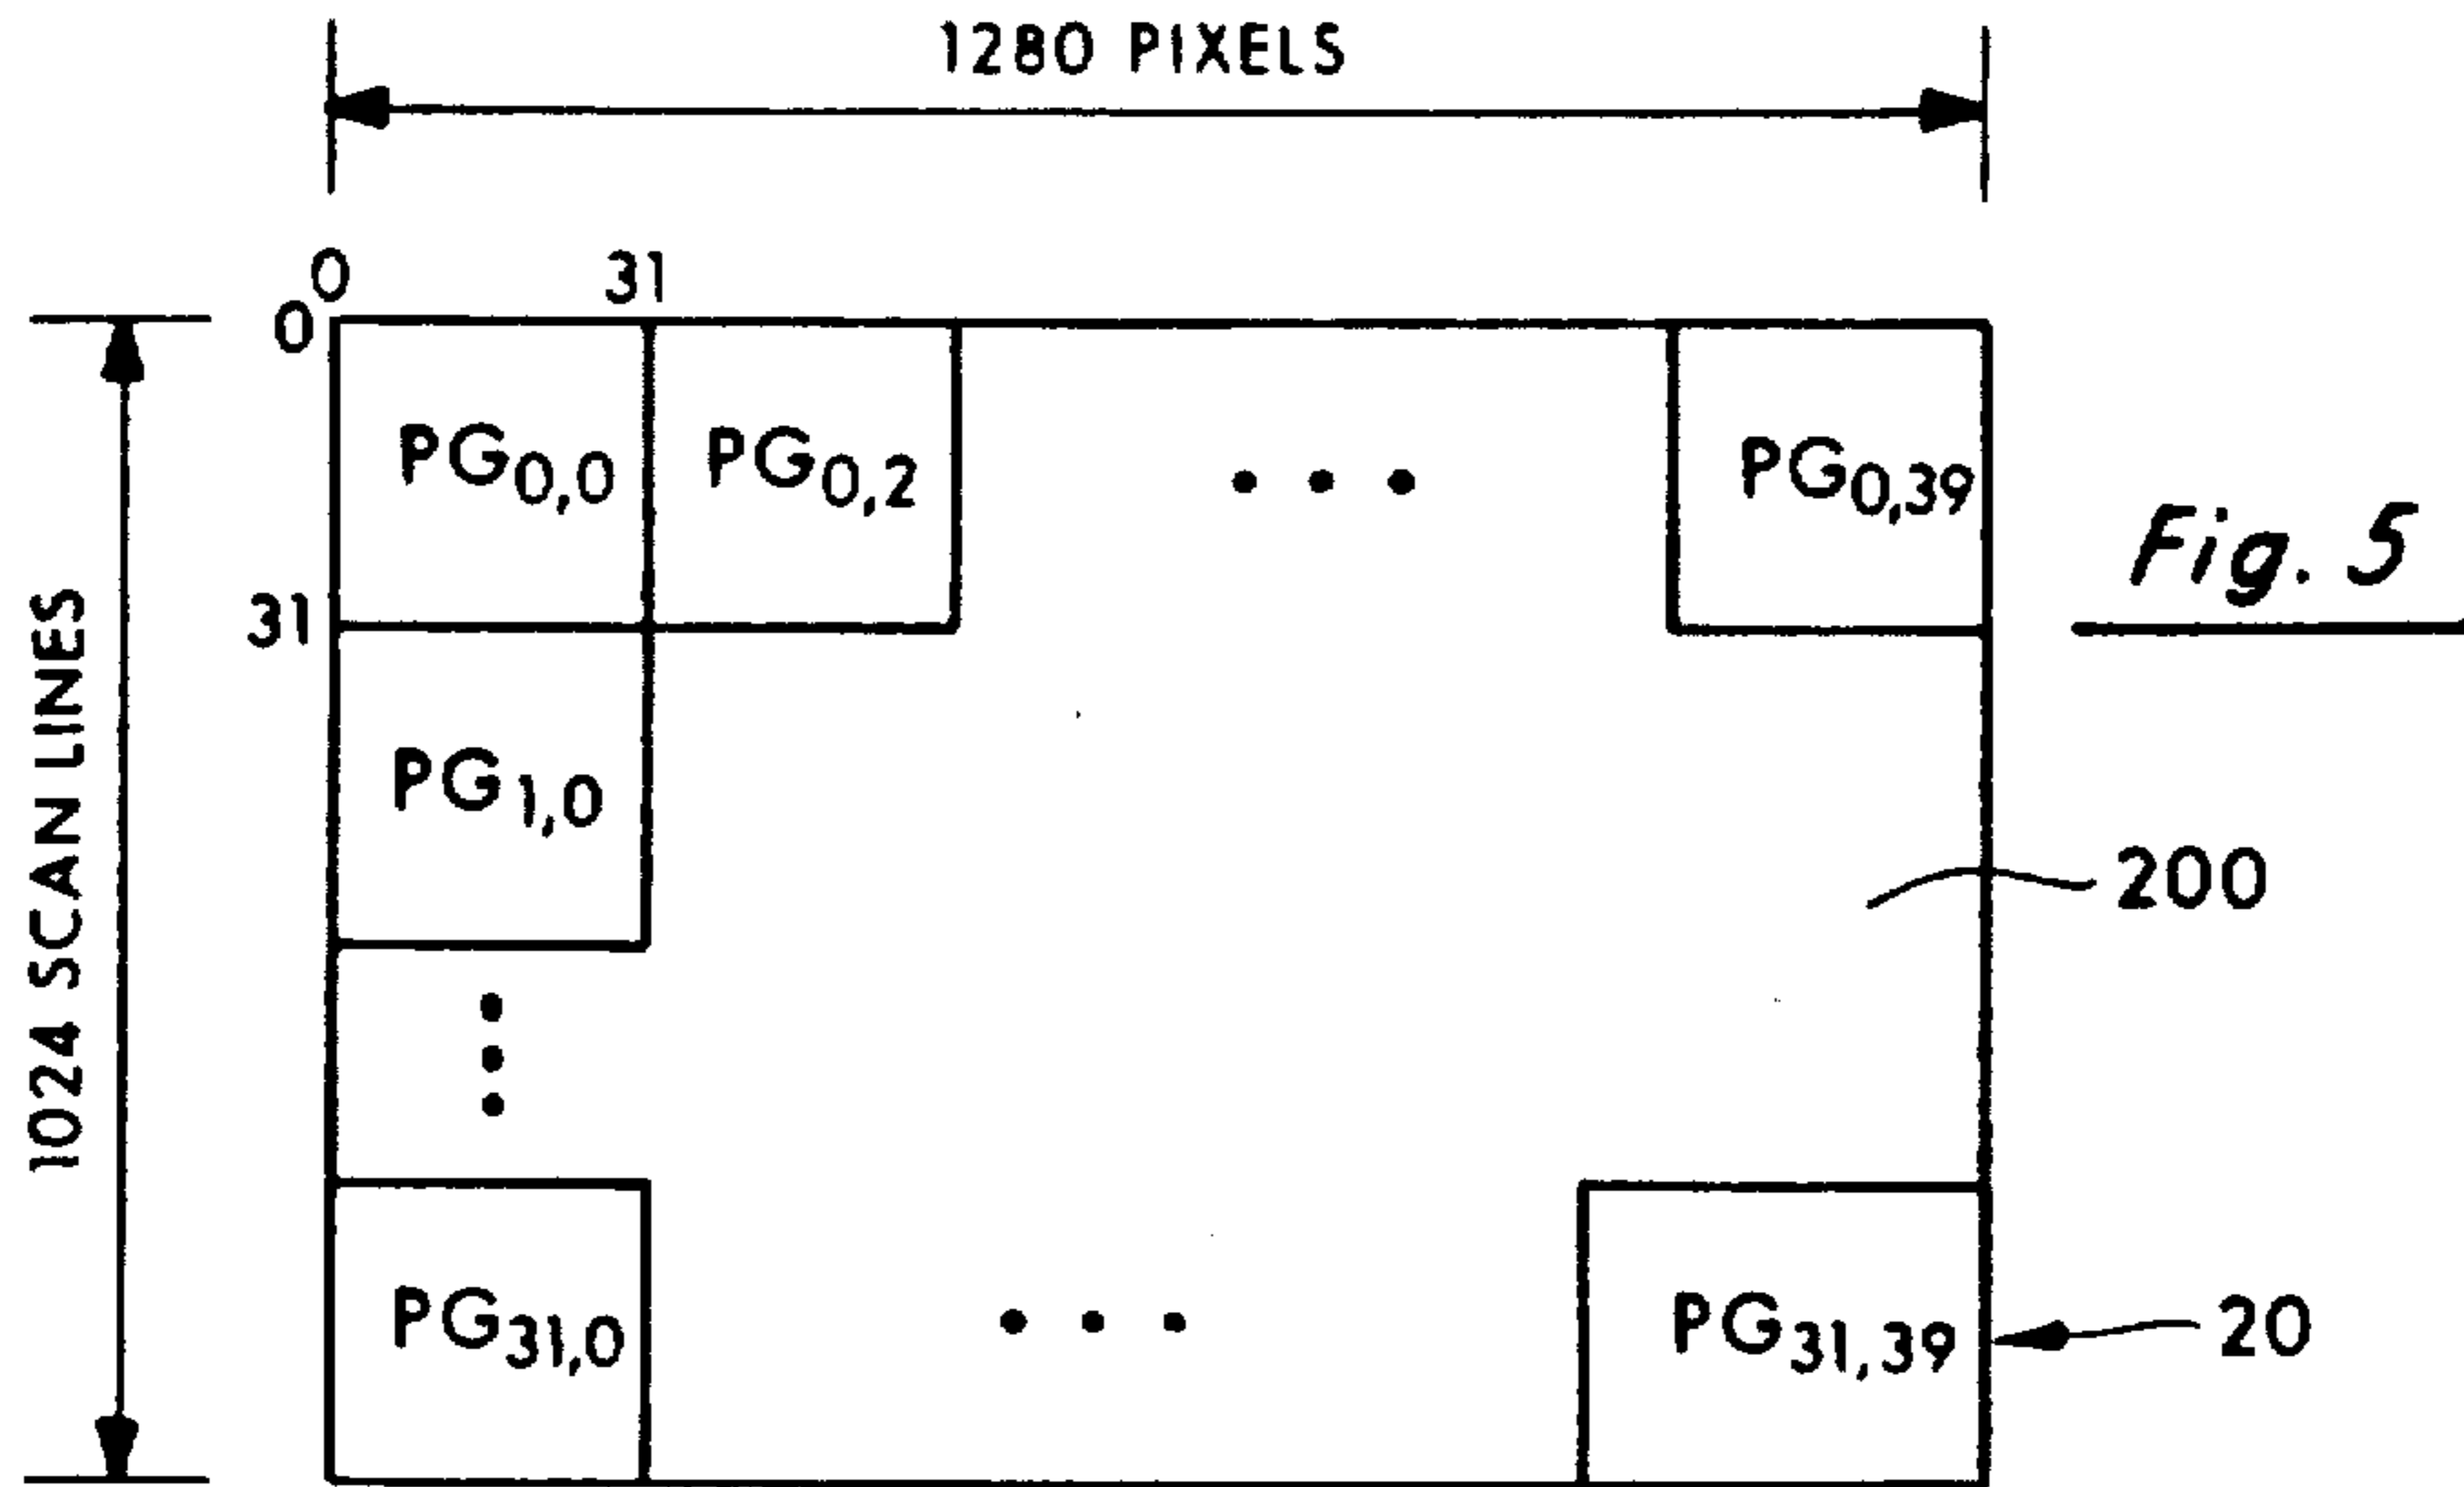 1280 PIXELS
0 31
0
PG0,0 PG0,2 • • • PG0,39
Fig. 5
31
1024 SCAN LINES
PG1,0
200
PG31,0 • • • PG31,39
20